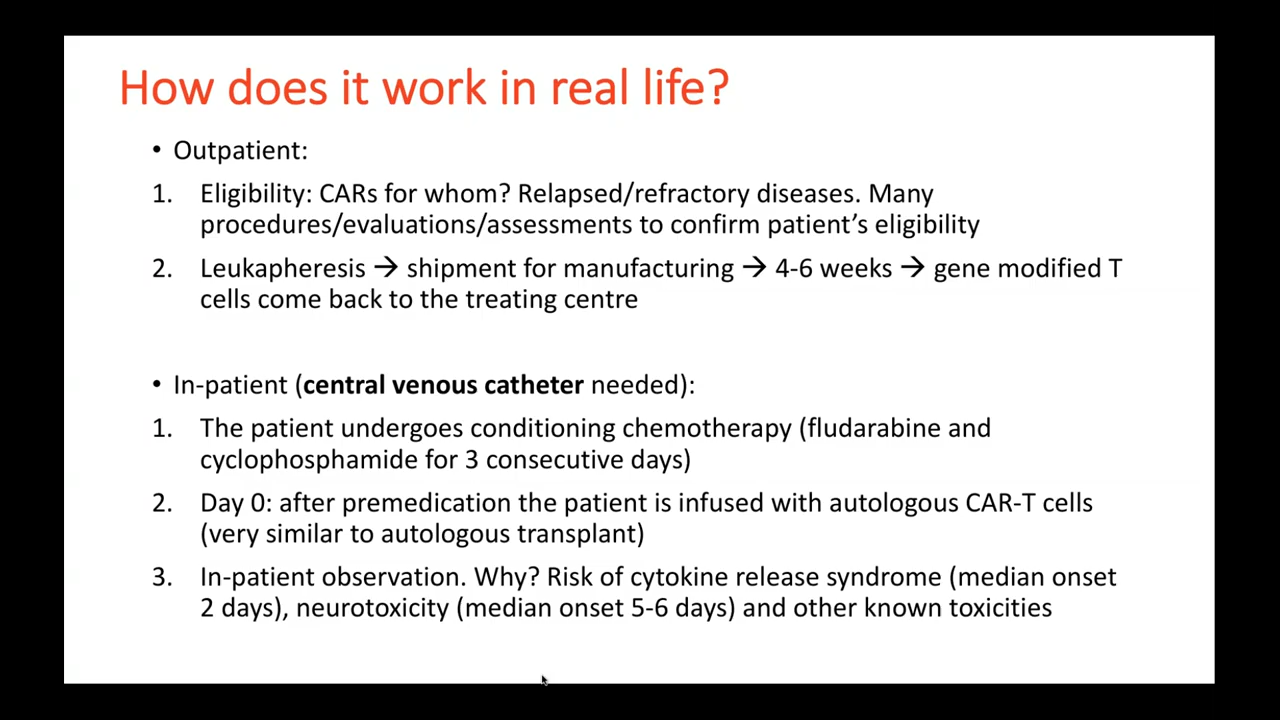 How does it work in real life?
• Outpatient:
1. Eligibility: CARs for whom? Relapsed/refractory diseases. Many
procedures/evaluations/assessments to confirm patient’s eligibility
2. Leukapheresis → shipment for manufacturing → 4-6 weeks → gene modified T
cells come back to the treating centre
• In-patient (central venous catheter needed):
1. The patient undergoes conditioning chemotherapy (fludarabine and
cyclophosphamide for 3 consecutive days)
2. Day 0: after premedication the patient is infused with autologous CAR-T cells
(very similar to autologous transplant)
3. In-patient observation. Why? Risk of cytokine release syndrome (median onset
2 days), neurotoxicity (median onset 5-6 days) and other known toxicities